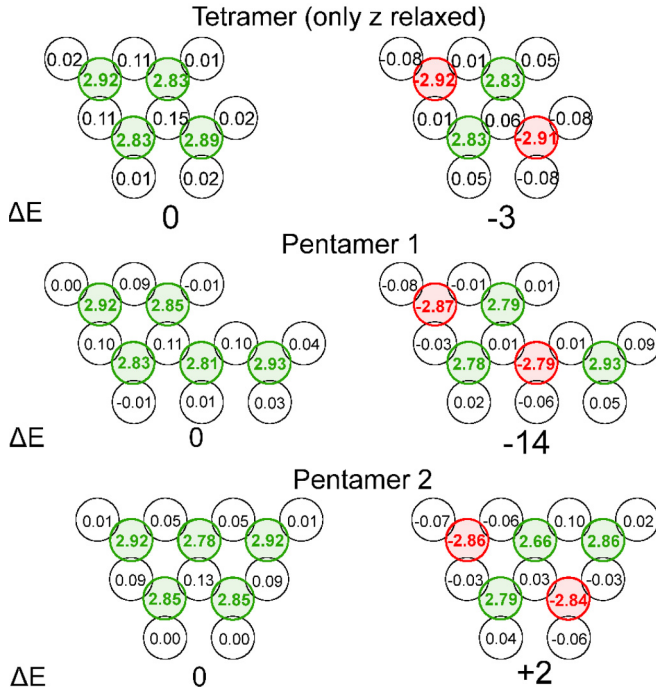 Tetramer (only z relaxed)
0.02 0.11 0.01 -0.08 0.01 0.05
2.92 2.83 -2.92 2.83
0.11 0.15 0.02 0.01 0.06 -0.08
2.83 2.89 2.83 -2.91
0.01 0.02 0.05 -0.08
ΔE 0 -3
Pentamer 1
0.00 0.09 -0.01 -0.08 -0.01 0.01
2.92 2.85 -2.87 2.79
0.10 0.11 0.10 0.04 -0.03 0.01 0.01 0.09
2.83 2.81 2.93 2.78 -2.79 2.93
-0.01 0.01 0.03 0.02 -0.06 0.05
ΔE 0 -14
Pentamer 2
0.01 0.05 0.05 0.01 -0.07 -0.06 0.10 0.02
2.92 2.78 2.92 -2.86 2.66 2.86
0.09 0.13 0.09 -0.03 0.03 -0.03
2.85 2.85 2.79 -2.84
0.00 0.00 0.04 -0.06
ΔE 0 +2